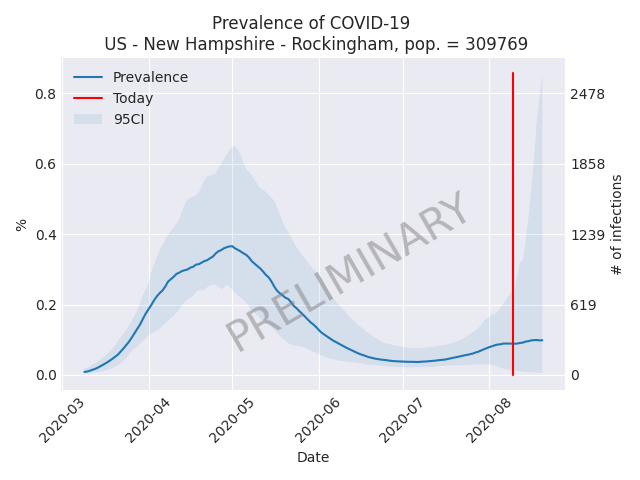 Prevalence of COVID-19
US - New Hampshire - Rockingham, pop. = 309769
Prevalence
Today
95CI
0.8
0.6
0.4
0.2
0.0
%
2478
1858
1239
619
0
# of infections
PRELIMINARY
2020-03
2020-04
2020-05
2020-06
2020-07
2020-08
Date